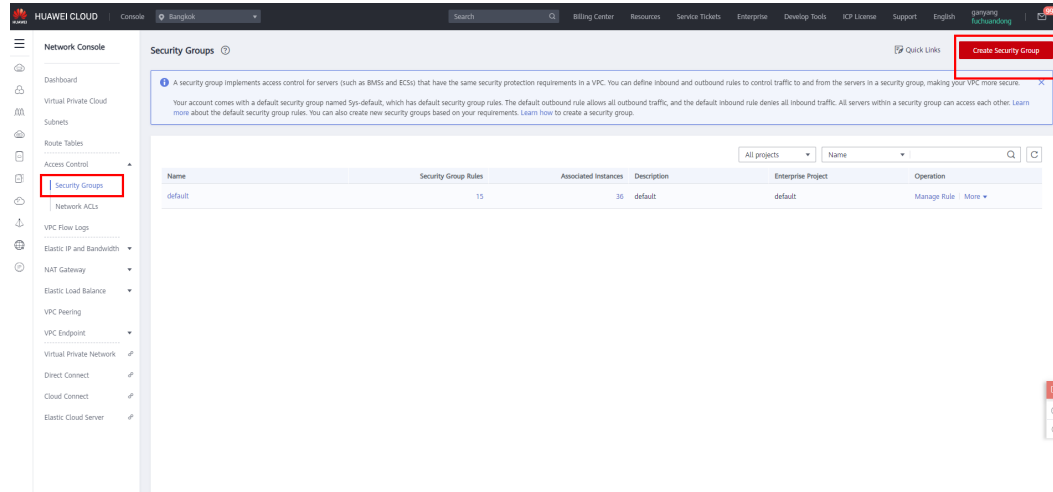 HUAWEI
HUAWEI CLOUD
Console
Bangkok
Search
Billing Center
Resources
Service Tickets
Enterprise
Develop Tools
ICP License
Support
English
ganyang
fuchuandong
Network Console
Dashboard
Virtual Private Cloud
Subnets
Route Tables
Access Control
Security Groups
Network ACLs
VPC Flow Logs
Elastic IP and Bandwidth
NAT Gateway
Elastic Load Balance
VPC Peering
VPC Endpoint
Virtual Private Network
Direct Connect
Cloud Connect
Elastic Cloud Server
Security Groups
Quick Links
Create Security Group
A security group implements access control for servers (such as BMSs and ECSs) that have the same security protection requirements in a VPC. You can define inbound and outbound rules to control traffic to and from the servers in a security group, making your VPC more secure.
Your account comes with a default security group named Sys-default, which has default security group rules. The default outbound rule allows all outbound traffic, and the default inbound rule denies all inbound traffic. All servers within a security group can access each other. Learn
more about the default security group rules. You can also create new security groups based on your requirements. Learn how to create a security group.
All projects
Name
Name
Security Group Rules
Associated Instances
Description
Enterprise Project
Operation
default
15
36
default
default
Manage Rule
More